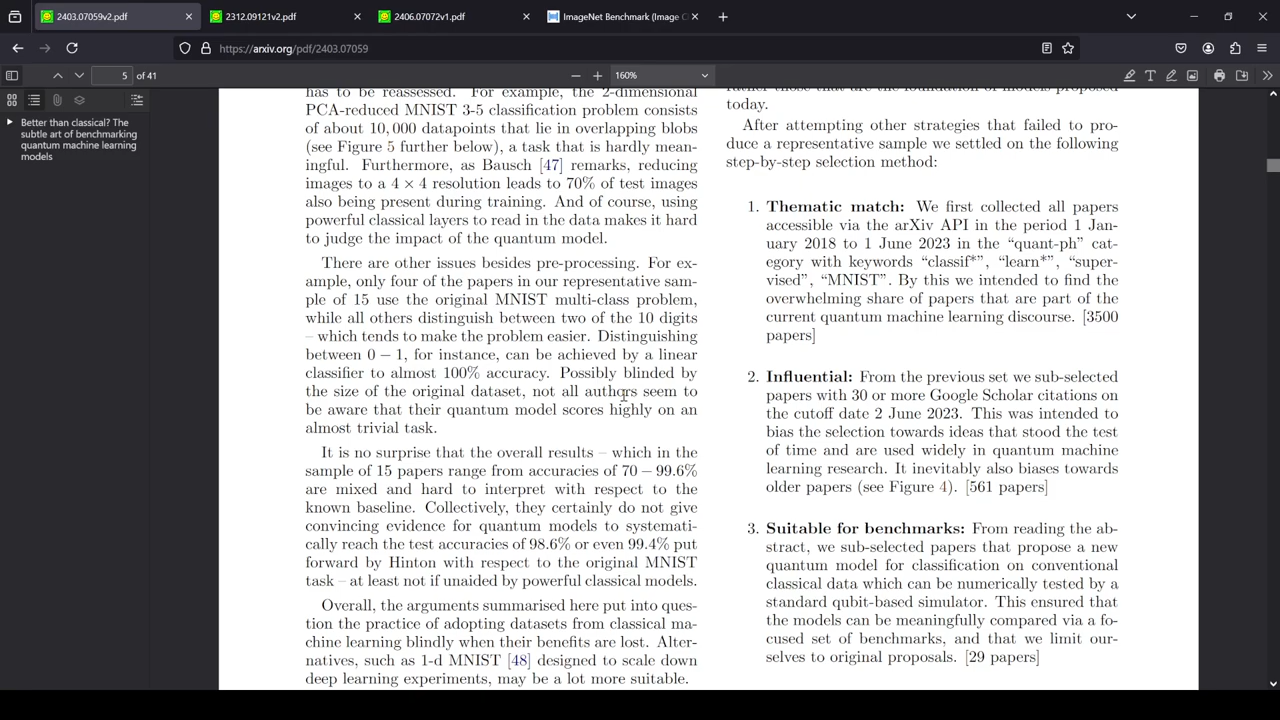 2403.07059v2.pdf
2312.09121v2.pdf
2406.07072v1.pdf
ImageNet Benchmark (Image C
https://arxiv.org/pdf/2403.07059
5 of 41
160%
Better than classical? The
subtle art of benchmarking
quantum machine learning
models
has to be reassessed. For example, the 2-dimensional
PCA-reduced MNIST 3-5 classification problem consists
of about 10,000 datapoints that lie in overlapping blobs
(see Figure 5 further below), a task that is hardly mean-
ingful. Furthermore, as Bausch [47] remarks, reducing
images to a 4 × 4 resolution leads to 70% of test images
also being present during training. And of course, using
powerful classical layers to read in the data makes it hard
to judge the impact of the quantum model.
There are other issues besides pre-processing. For ex-
ample, only four of the papers in our representative sam-
ple of 15 use the original MNIST multi-class problem,
while all others distinguish between two of the 10 digits
– which tends to make the problem easier. Distinguishing
between 0 − 1, for instance, can be achieved by a linear
classifier to almost 100% accuracy. Possibly blinded by
the size of the original dataset, not all authors seem to
be aware that their quantum model scores highly on an
almost trivial task.
It is no surprise that the overall results – which in the
sample of 15 papers range from accuracies of 70 − 99.6%
are mixed and hard to interpret with respect to the
known baseline. Collectively, they certainly do not give
convincing evidence for quantum models to systemati-
cally reach the test accuracies of 98.6% or even 99.4% put
forward by Hinton with respect to the original MNIST
task – at least not if unaided by powerful classical models.
Overall, the arguments summarised here put into ques-
tion the practice of adopting datasets from classical ma-
chine learning blindly when their benefits are lost. Alter-
natives, such as 1-d MNIST [48] designed to scale down
deep learning experiments, may be a lot more suitable.
rather those that are the foundation of models proposed
today.
After attempting other strategies that failed to pro-
duce a representative sample we settled on the following
step-by-step selection method:
1. Thematic match: We first collected all papers
accessible via the arXiv API in the period 1 Jan-
uary 2018 to 1 June 2023 in the “quant-ph” cat-
egory with keywords “classif*”, “learn*”, “super-
vised”, “MNIST”. By this we intended to find the
overwhelming share of papers that are part of the
current quantum machine learning discourse. [3500
papers]
2. Influential: From the previous set we sub-selected
papers with 30 or more Google Scholar citations on
the cutoff date 2 June 2023. This was intended to
bias the selection towards ideas that stood the test
of time and are used widely in quantum machine
learning research. It inevitably also biases towards
older papers (see Figure 4). [561 papers]
3. Suitable for benchmarks: From reading the ab-
stract, we sub-selected papers that propose a new
quantum model for classification on conventional
classical data which can be numerically tested by a
standard qubit-based simulator. This ensured that
the models can be meaningfully compared via a fo-
cused set of benchmarks, and that we limit our-
selves to original proposals. [29 papers]